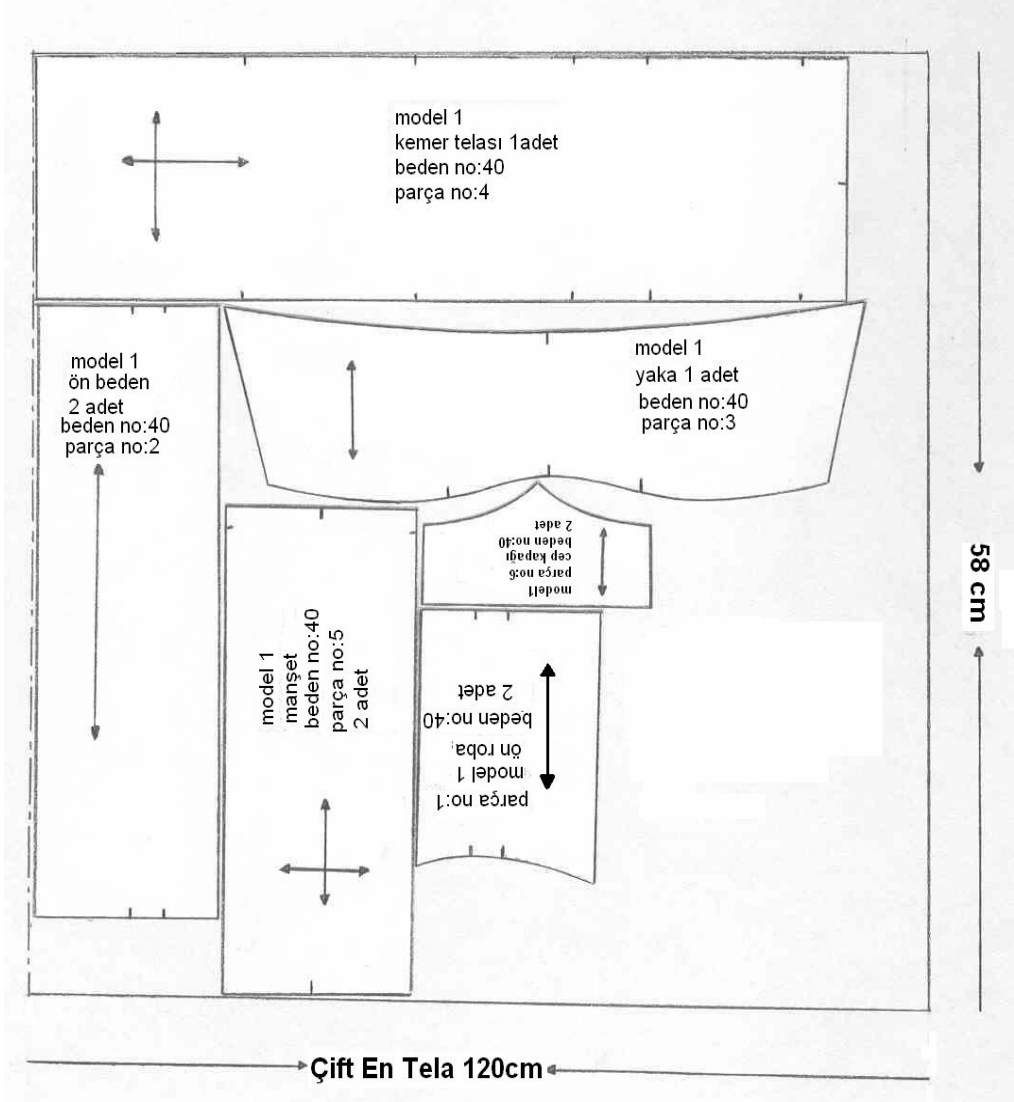 model 1
kemer telası 1adet
beden no:40
parça no:4
model 1
ön beden
2 adet
beden no:40
parça no:2
model 1
yaka 1 adet
beden no:40
parça no:3
model1
parça no:6
cep kapağı
beden no:40
2 adet
model 1
manşet
beden no:40
parça no:5
2 adet
parça no:1
model 1
ön roba
beden no:40
2 adet
58 cm
Çift En Tela 120cm